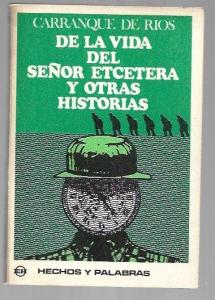 CARRANQUE DE RIOS
DE LA VIDA
DEL
SEÑOR ETCETERA
Y OTRAS
HISTORIAS
HECHOS Y PALABRAS